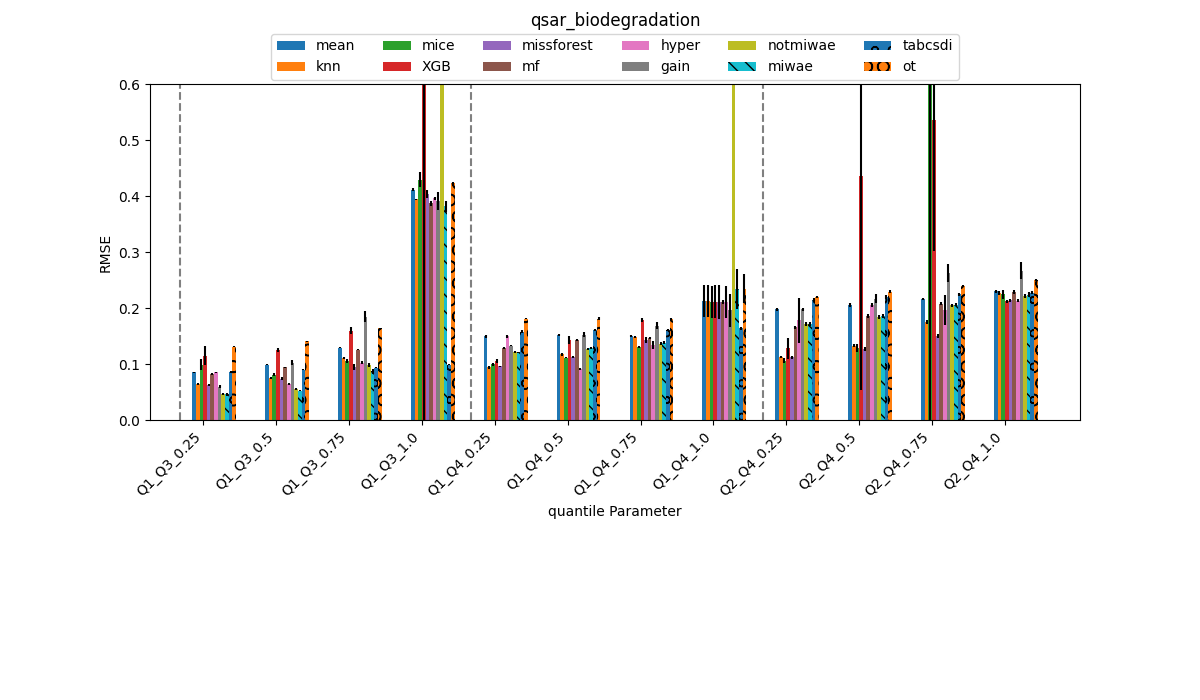 qsar_biodegradation
mean mice missforest hyper notmiwae tabcsdi
knn XGB mf gain miwae ot
0.6
0.5
0.4
0.3
0.2
0.1
0.0
RMSE
Q1_Q3_0.25
Q1_Q3_0.5
Q1_Q3_0.75
Q1_Q3_1.0
Q1_Q4_0.25
Q1_Q4_0.5
Q1_Q4_0.75
Q1_Q4_1.0
Q2_Q4_0.25
Q2_Q4_0.5
Q2_Q4_0.75
Q2_Q4_1.0
quantile Parameter